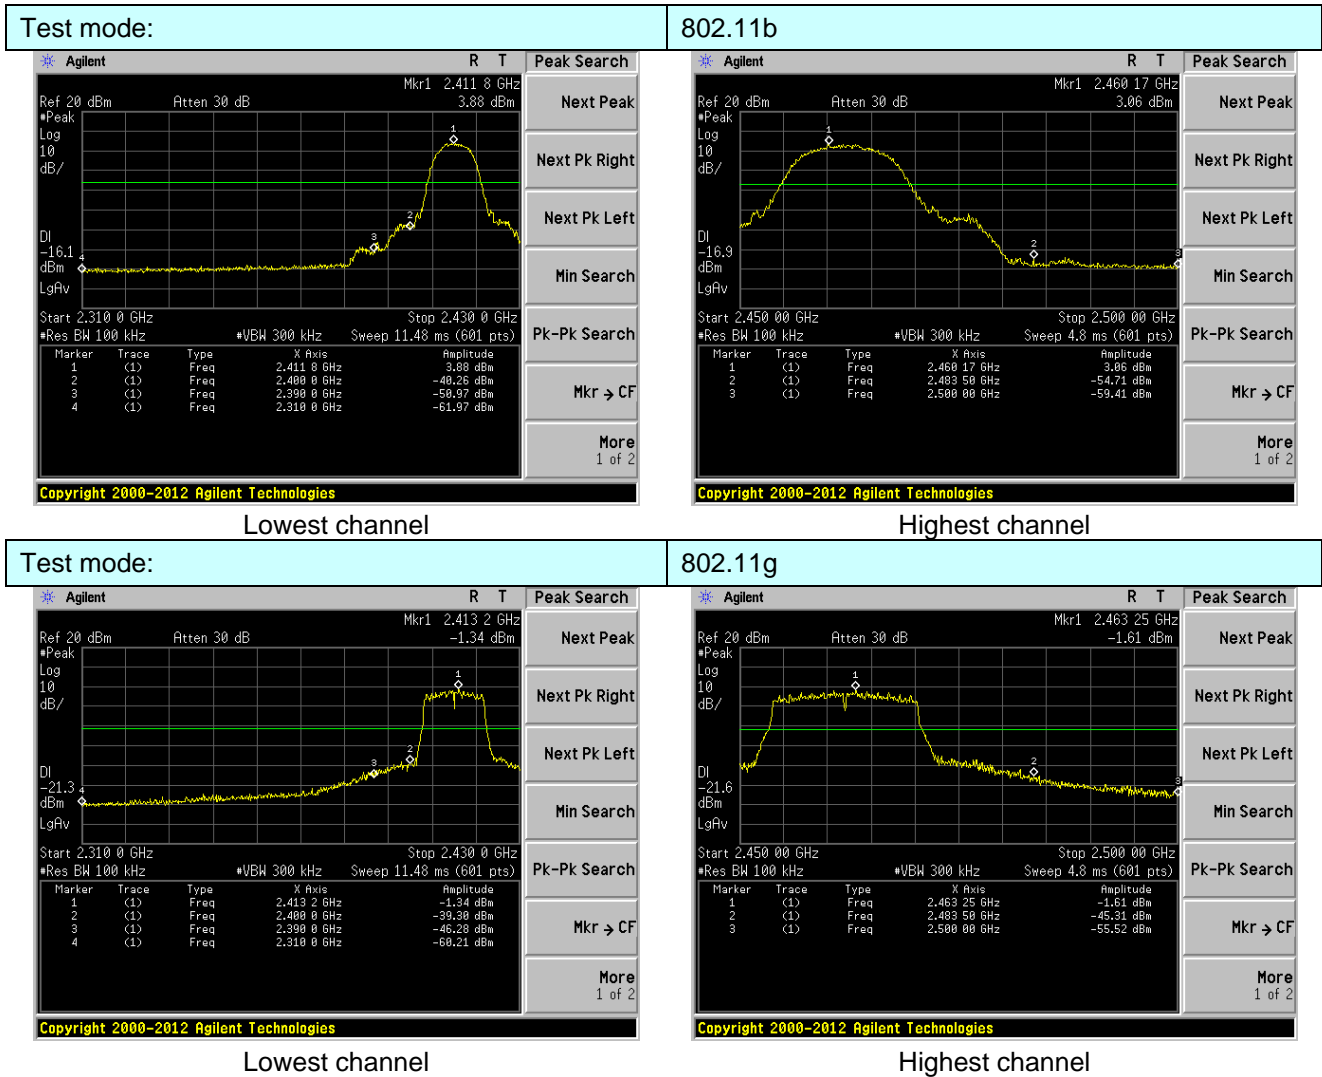 Test mode: 802.11b
Agilent R T Peak Search
Mkr1 2.411 8 GHz
Ref 20 dBm Atten 30 dB 3.88 dBm
#Peak
Log
10
dB/
DI
-16.1
dBm
LgAv
1
2
3
4
Start 2.310 0 GHz Stop 2.430 0 GHz
#Res BW 100 kHz #VBW 300 kHz Sweep 11.48 ms (601 pts)
Marker Trace Type X Axis Amplitude
1 (1) Freq 2.411 8 GHz 3.88 dBm
2 (1) Freq 2.400 0 GHz -40.26 dBm
3 (1) Freq 2.390 0 GHz -50.97 dBm
4 (1) Freq 2.310 0 GHz -61.97 dBm
Next Peak
Next Pk Right
Next Pk Left
Min Search
Pk-Pk Search
Mkr → CF
More
1 of 2
Copyright 2000-2012 Agilent Technologies
Lowest channel
Agilent R T Peak Search
Mkr1 2.460 17 GHz
Ref 20 dBm Atten 30 dB 3.06 dBm
#Peak
Log
10
dB/
DI
-16.9
dBm
LgAv
1
2
3
Start 2.450 00 GHz Stop 2.500 00 GHz
#Res BW 100 kHz #VBW 300 kHz Sweep 4.8 ms (601 pts)
Marker Trace Type X Axis Amplitude
1 (1) Freq 2.460 17 GHz 3.06 dBm
2 (1) Freq 2.483 50 GHz -54.71 dBm
3 (1) Freq 2.500 00 GHz -59.41 dBm
Next Peak
Next Pk Right
Next Pk Left
Min Search
Pk-Pk Search
Mkr → CF
More
1 of 2
Copyright 2000-2012 Agilent Technologies
Highest channel
Test mode: 802.11g
Agilent R T Peak Search
Mkr1 2.413 2 GHz
Ref 20 dBm Atten 30 dB -1.34 dBm
#Peak
Log
10
dB/
DI
-21.3
dBm
LgAv
1
2
3
4
Start 2.310 0 GHz Stop 2.430 0 GHz
#Res BW 100 kHz #VBW 300 kHz Sweep 11.48 ms (601 pts)
Marker Trace Type X Axis Amplitude
1 (1) Freq 2.413 2 GHz -1.34 dBm
2 (1) Freq 2.400 0 GHz -39.30 dBm
3 (1) Freq 2.390 0 GHz -46.28 dBm
4 (1) Freq 2.310 0 GHz -60.21 dBm
Next Peak
Next Pk Right
Next Pk Left
Min Search
Pk-Pk Search
Mkr → CF
More
1 of 2
Copyright 2000-2012 Agilent Technologies
Lowest channel
Agilent R T Peak Search
Mkr1 2.463 25 GHz
Ref 20 dBm Atten 30 dB -1.61 dBm
#Peak
Log
10
dB/
DI
-21.6
dBm
LgAv
1
2
3
Start 2.450 00 GHz Stop 2.500 00 GHz
#Res BW 100 kHz #VBW 300 kHz Sweep 4.8 ms (601 pts)
Marker Trace Type X Axis Amplitude
1 (1) Freq 2.463 25 GHz -1.61 dBm
2 (1) Freq 2.483 50 GHz -45.31 dBm
3 (1) Freq 2.500 00 GHz -55.52 dBm
Next Peak
Next Pk Right
Next Pk Left
Min Search
Pk-Pk Search
Mkr → CF
More
1 of 2
Copyright 2000-2012 Agilent Technologies
Highest channel